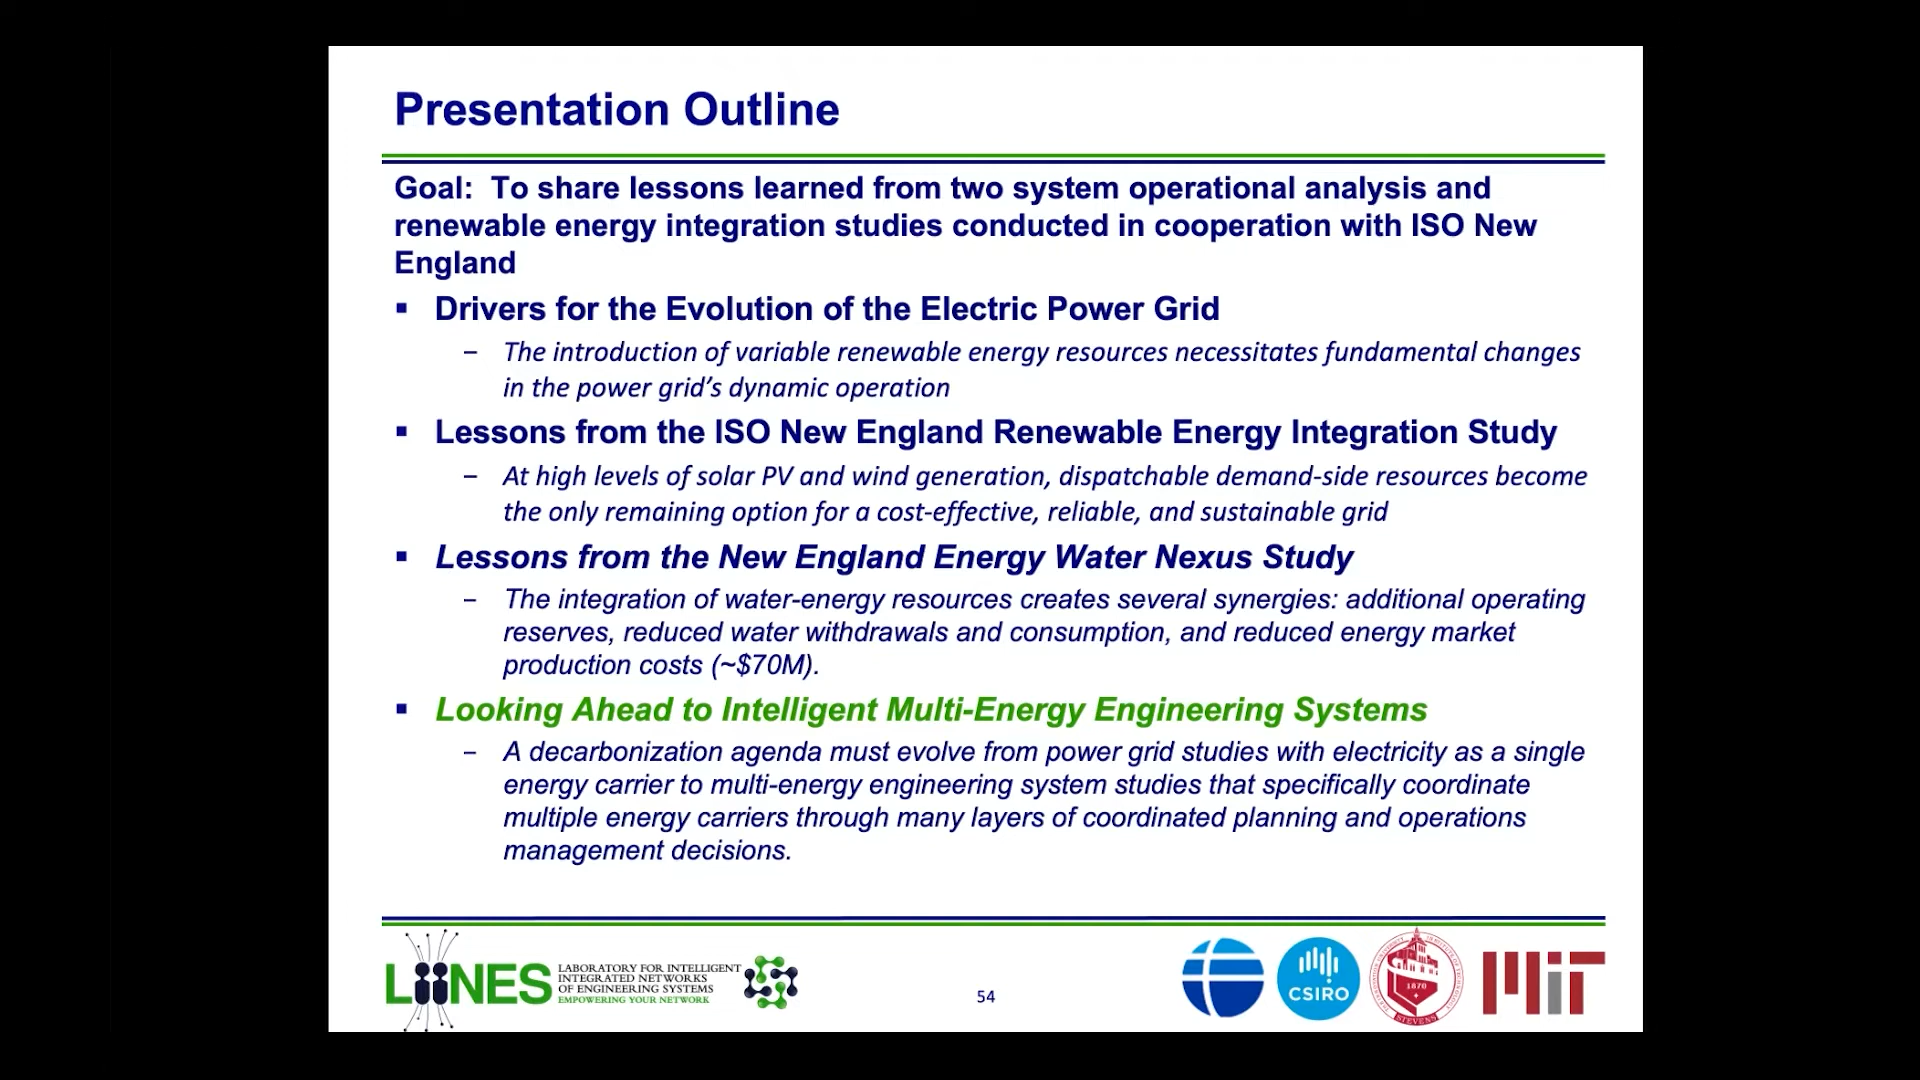 Presentation Outline
Goal:  To share lessons learned from two system operational analysis and
renewable energy integration studies conducted in cooperation with ISO New
England
▪ Drivers for the Evolution of the Electric Power Grid
– The introduction of variable renewable energy resources necessitates fundamental changes
in the power grid’s dynamic operation
▪ Lessons from the ISO New England Renewable Energy Integration Study
– At high levels of solar PV and wind generation, dispatchable demand-side resources become
the only remaining option for a cost-effective, reliable, and sustainable grid
▪ Lessons from the New England Energy Water Nexus Study
– The integration of water-energy resources creates several synergies: additional operating
reserves, reduced water withdrawals and consumption, and reduced energy market
production costs (~$70M).
▪ Looking Ahead to Intelligent Multi-Energy Engineering Systems
– A decarbonization agenda must evolve from power grid studies with electricity as a single
energy carrier to multi-energy engineering system studies that specifically coordinate
multiple energy carriers through many layers of coordinated planning and operations
management decisions.
LIINES
LABORATORY FOR INTELLIGENT
INTEGRATED NETWORKS
OF ENGINEERING SYSTEMS
EMPOWERING YOUR NETWORK
54
CSIRO
1870
STEVENS
MIT